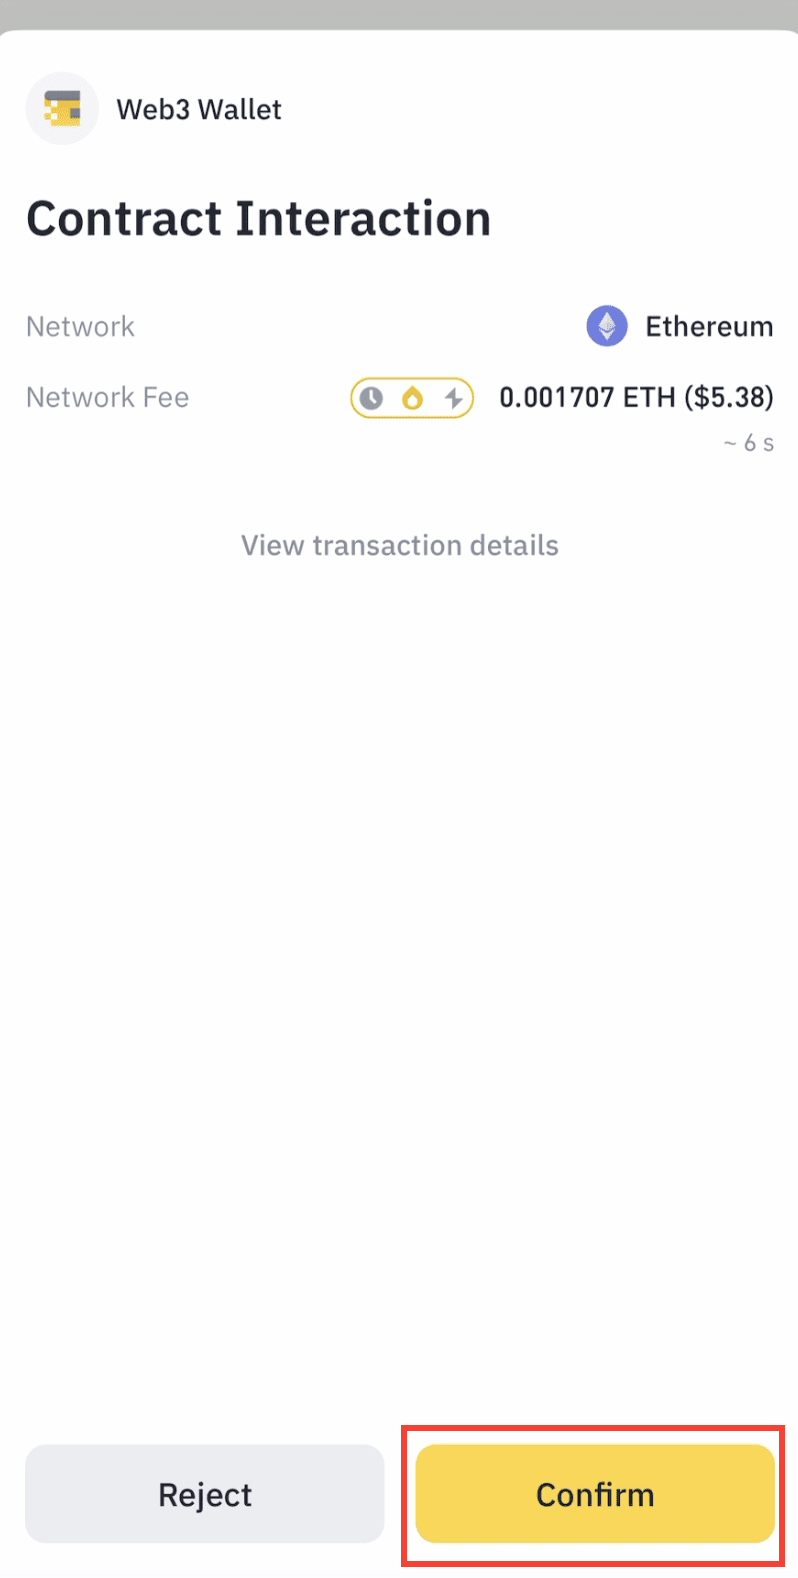 Web3 Wallet
Contract Interaction
Network Ethereum
Network Fee 0.001707 ETH ($5.38)
~ 6 s
View transaction details
Reject Confirm